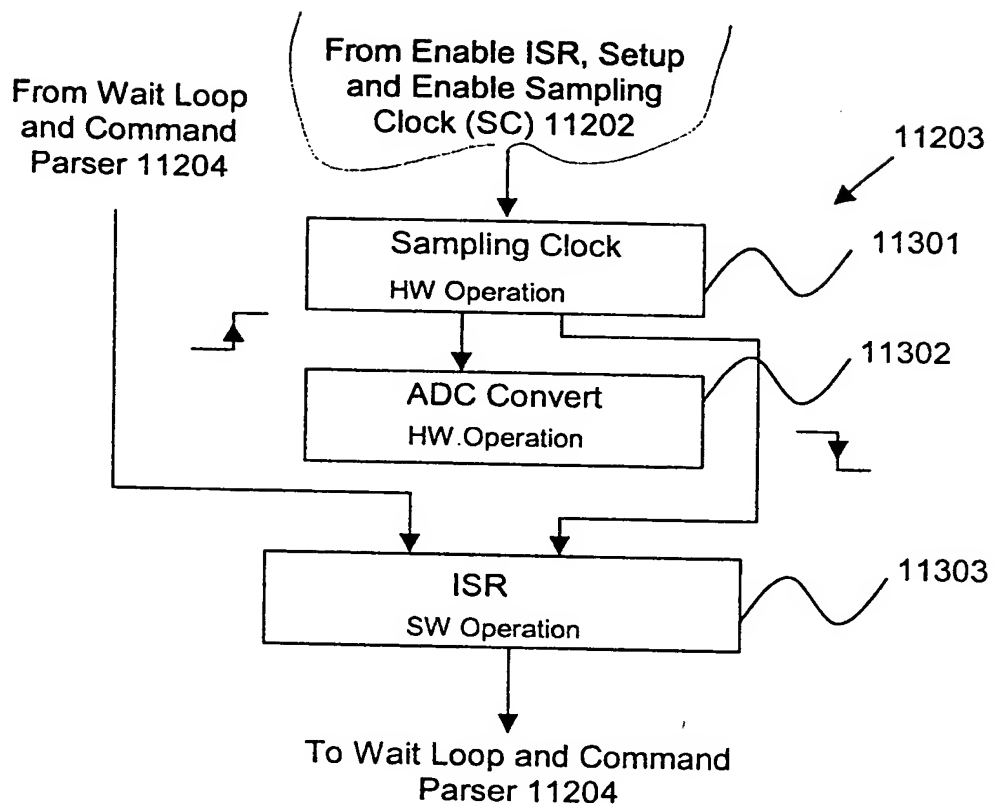 From Enable ISR, Setup
and Enable Sampling
Clock (SC) 11202
From Wait Loop
and Command
Parser 11204
11203
Sampling Clock
HW Operation
11301
ADC Convert
HW.Operation
11302
ISR
SW Operation
11303
To Wait Loop and Command
Parser 11204